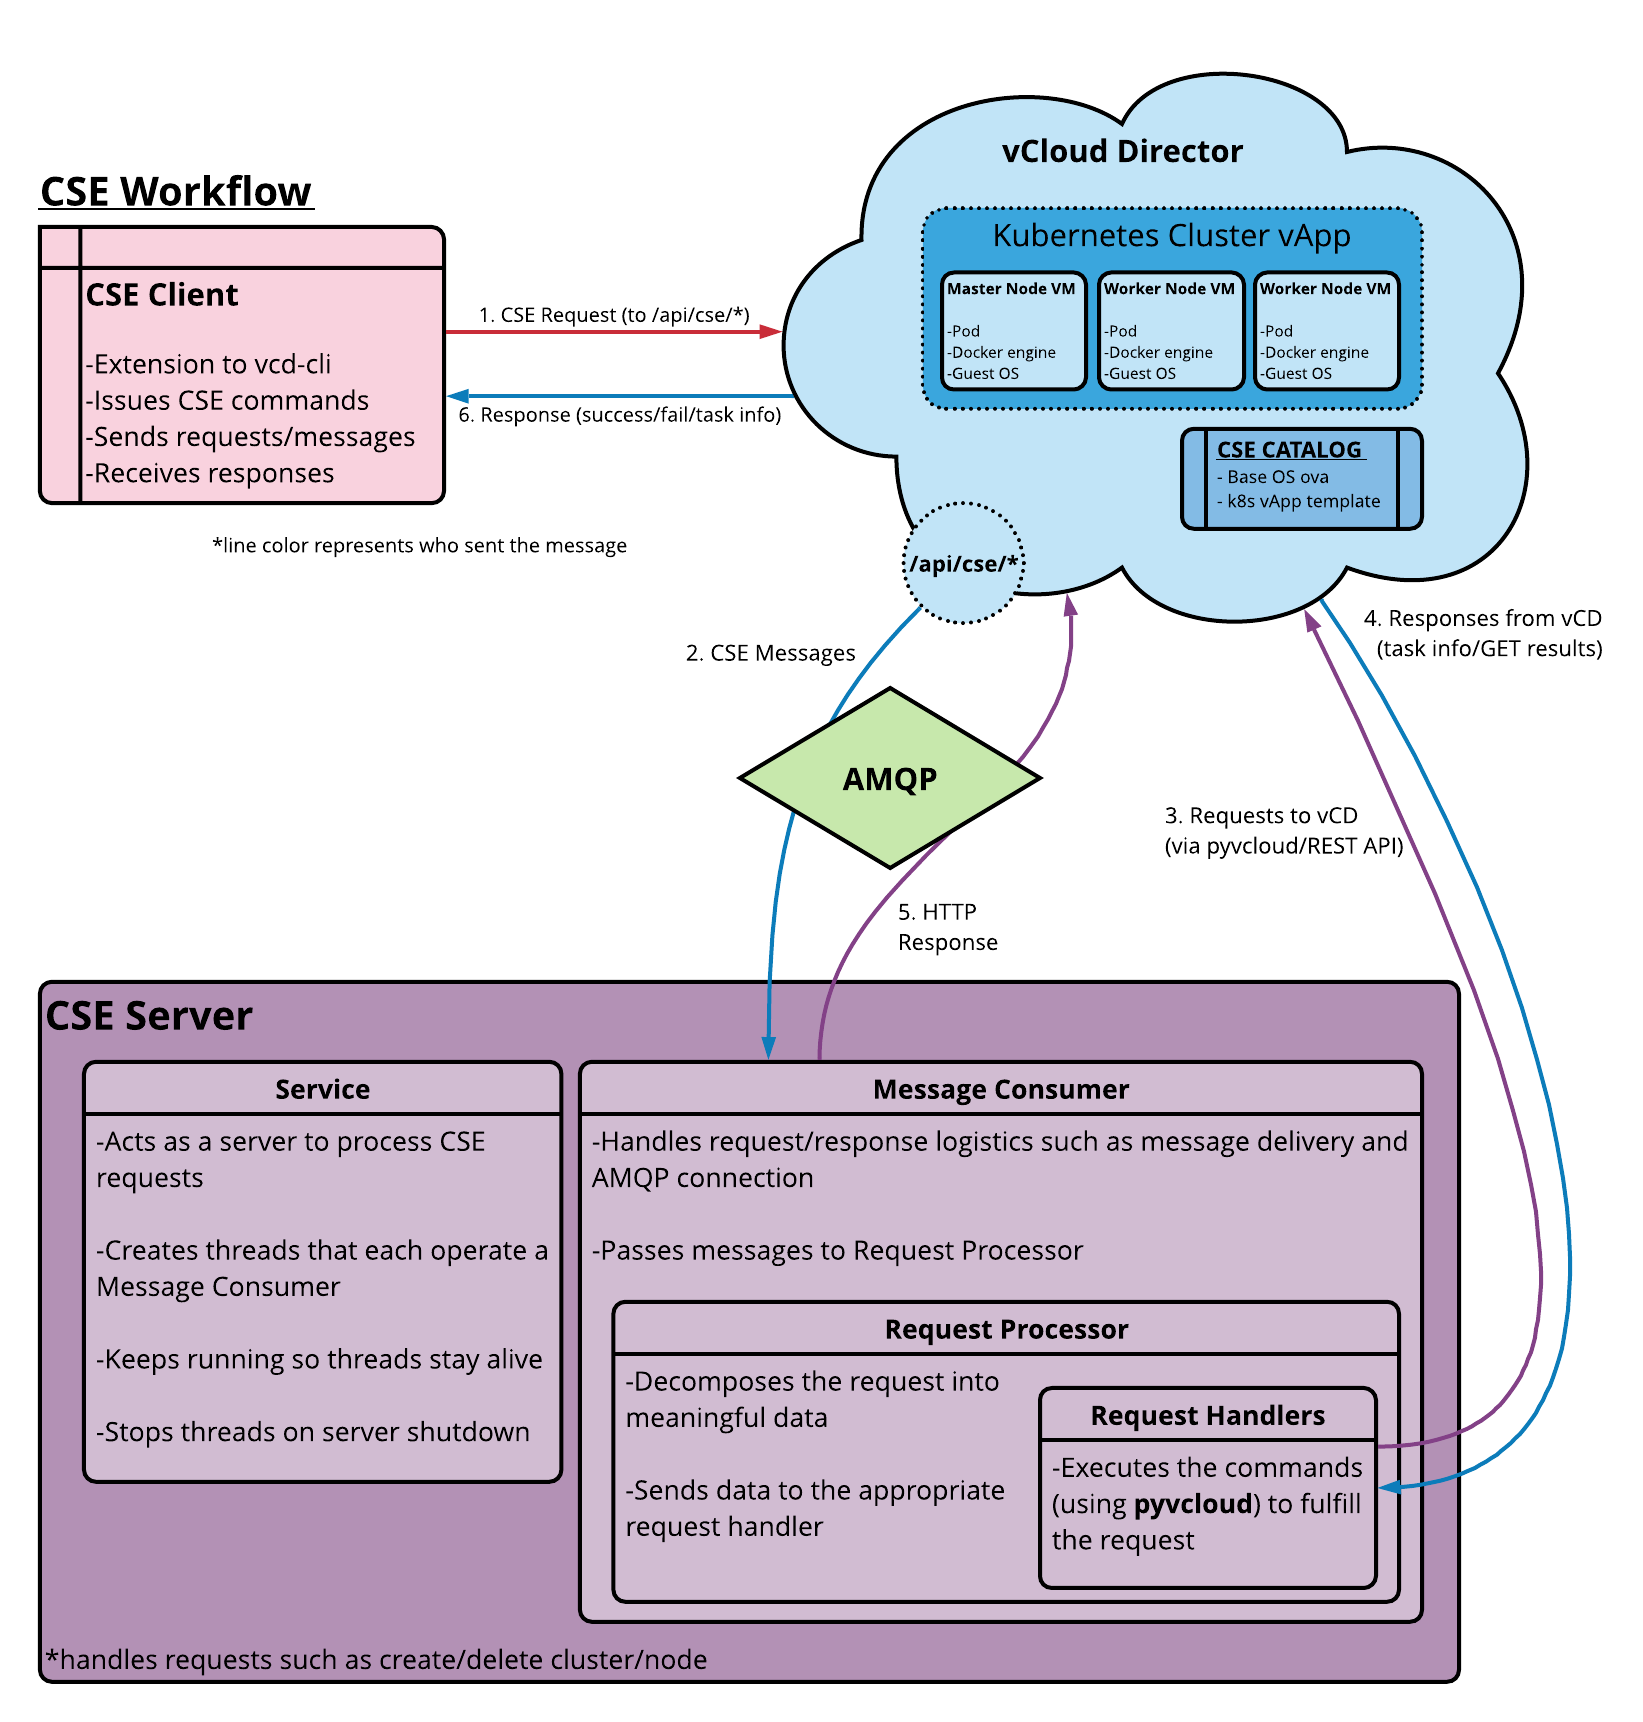 CSE Workflow
CSE Client
-Extension to vcd-cli
-Issues CSE commands
-Sends requests/messages
-Receives responses
*line color represents who sent the message
1. CSE Request (to /api/cse/*)
6. Response (success/fail/task info)
vCloud Director
Kubernetes Cluster vApp
Master Node VM
-Pod
-Docker engine
-Guest OS
Worker Node VM
-Pod
-Docker engine
-Guest OS
Worker Node VM
-Pod
-Docker engine
-Guest OS
CSE CATALOG
- Base OS ova
- k8s vApp template
/api/cse/*
2. CSE Messages
AMQP
4. Responses from vCD
(task info/GET results)
3. Requests to vCD
(via pyvcloud/REST API)
5. HTTP
Response
CSE Server
Service
-Acts as a server to process CSE
requests
-Creates threads that each operate a
Message Consumer
-Keeps running so threads stay alive
-Stops threads on server shutdown
Message Consumer
-Handles request/response logistics such as message delivery and
AMQP connection
-Passes messages to Request Processor
Request Processor
-Decomposes the request into
meaningful data
-Sends data to the appropriate
request handler
Request Handlers
-Executes the commands
(using pyvcloud) to fulfill
the request
*handles requests such as create/delete cluster/node